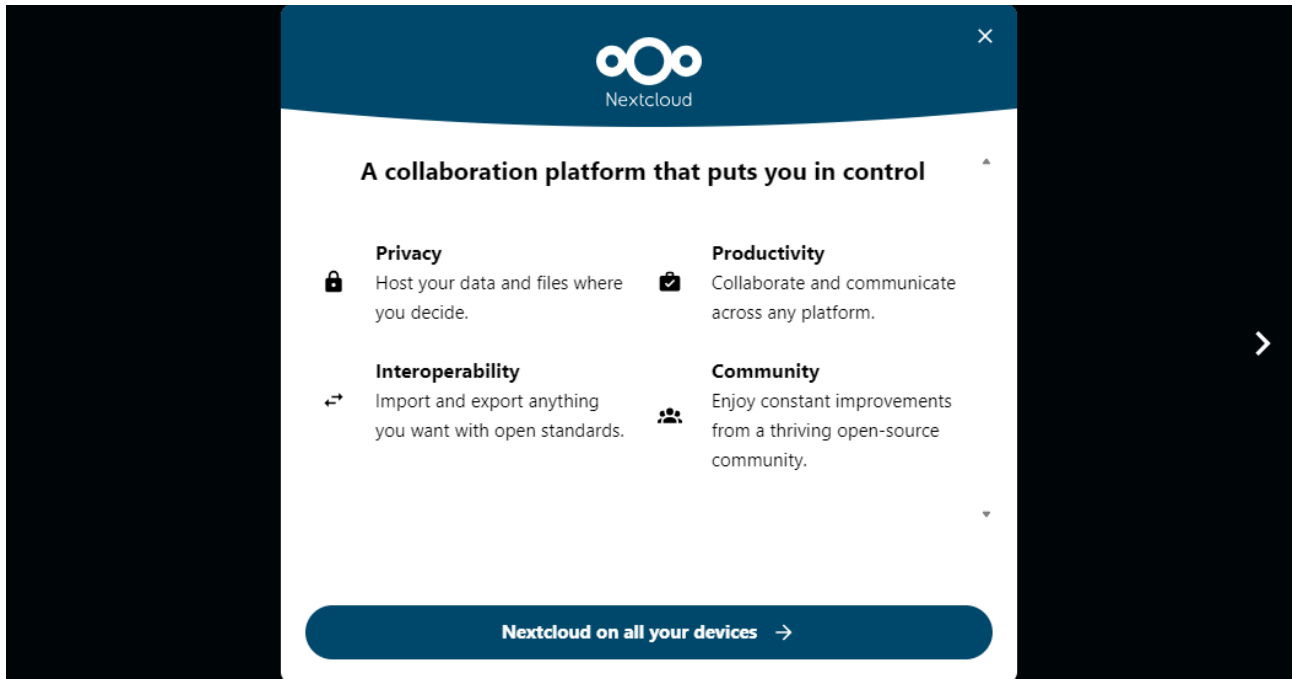 Nextcloud
A collaboration platform that puts you in control
Privacy
Host your data and files where
you decide.
Productivity
Collaborate and communicate
across any platform.
Interoperability
Import and export anything
you want with open standards.
Community
Enjoy constant improvements
from a thriving open-source
community.
Nextcloud on all your devices →